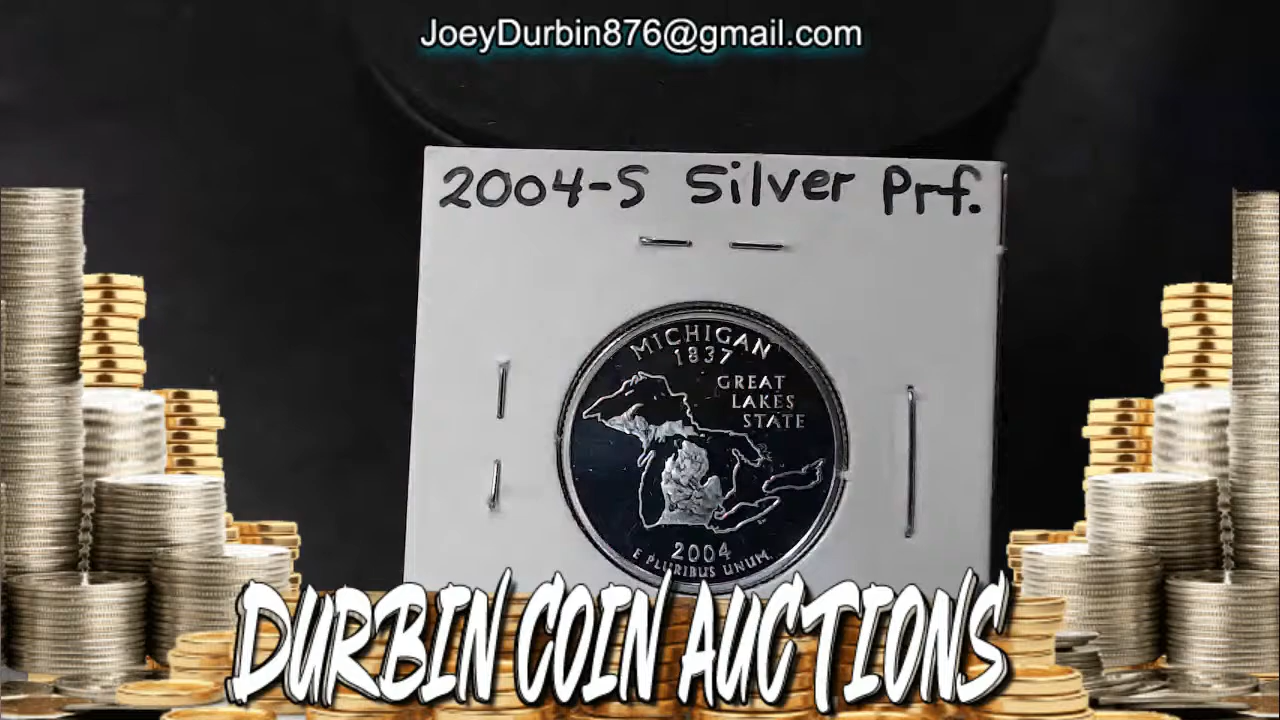 JoeyDurbin876@gmail.com
2004-S Silver Prf.
MICHIGAN
1837
GREAT
LAKES
STATE
2004
E PLURIBUS UNUM
DURBIN COIN AUCTIONS